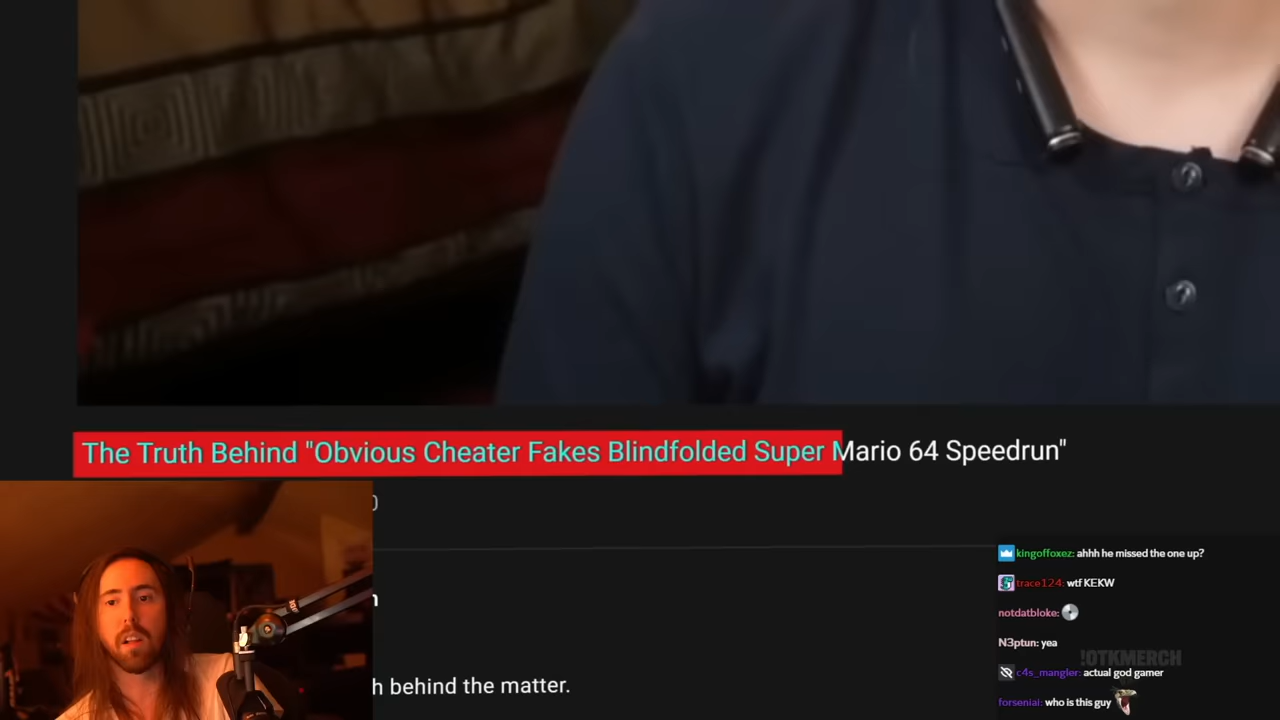 The Truth Behind "Obvious Cheater Fakes Blindfolded Super Mario 64 Speedrun"
h behind the matter.
kingoffoxez: ahhh he missed the one up?
trace124: wtf KEKW
notdatbloke:
N3ptun: yea
!OTKMERCH
c4s_mangler: actual god gamer
forseniai: who is this guy